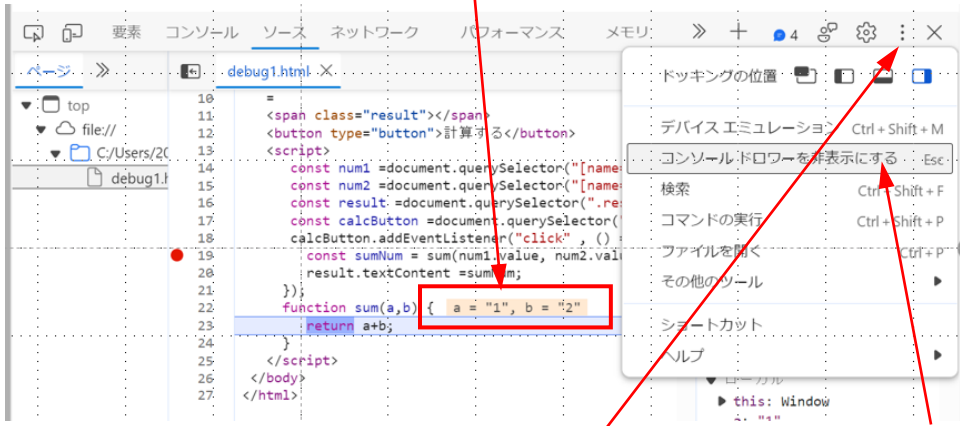 要素 コンソール ソース ネットワーク パフォーマンス メモリ 4
ページ debug1.html
top
file://
C:/Users/20
debug1.h
10 =
11 <span class="result"></span>
12 <button type="button">計算する</button>
13 <script>
14 const num1 =document.querySelector("[name=
15 const num2 =document.querySelector("[name=
16 const result =document.querySelector(".res
17 const calcButton =document.querySelector("
18 calcButton.addEventListener("click" , () =
19 const sumNum = sum(num1.value, num2.valu
20 result.textContent =sumNum;
21 });
22 function sum(a,b) { a = "1", b = "2"
23 return a+b;
24 }
25 </script>
26 </body>
27 </html>
ドッキングの位置
デバイス エミュレーション Ctrl + Shift + M
コンソール ドロワーを非表示にする Esc
検索 Ctrl + Shift + F
コマンドの実行 Ctrl + Shift + P
ファイルを開く Ctrl + P
その他のツール
ショートカット
ヘルプ
ローカル
this: Window
a: "1"